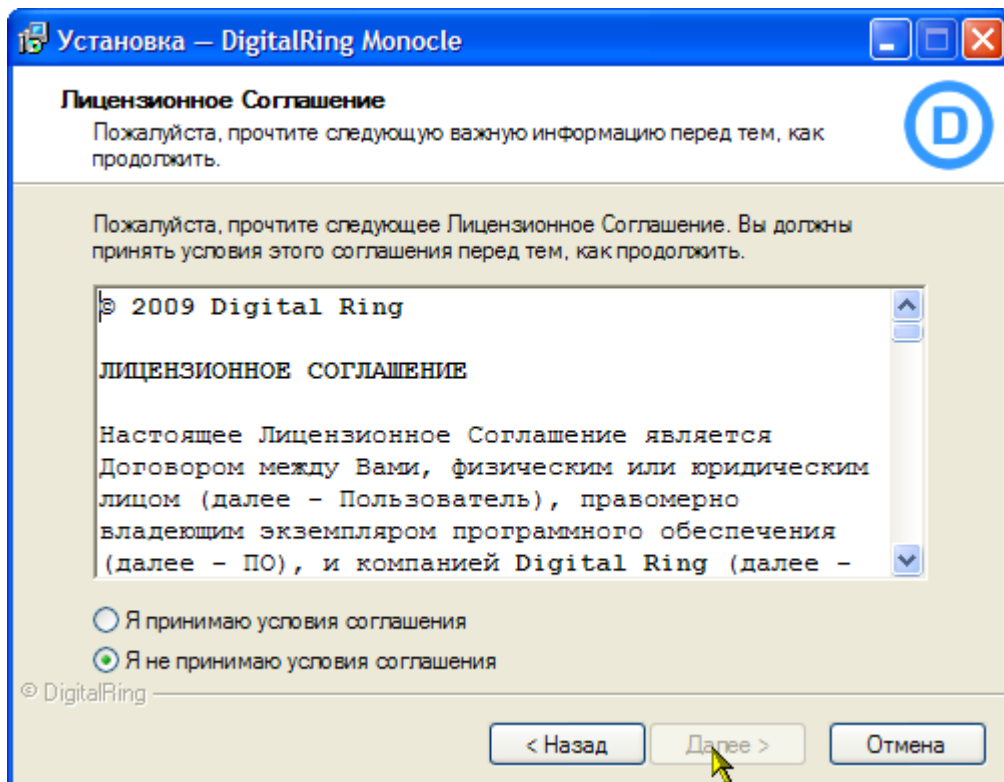 Установка — DigitalRing Monocle
Лицензионное Соглашение
Пожалуйста, прочтите следующую важную информацию перед тем, как
продолжить.
D
Пожалуйста, прочтите следующее Лицензионное Соглашение. Вы должны
принять условия этого соглашения перед тем, как продолжить.
© 2009 Digital Ring
ЛИЦЕНЗИОННОЕ СОГЛАШЕНИЕ
Настоящее Лицензионное Соглашение является
Договором между Вами, физическим или юридическим
лицом (далее – Пользователь), правомерно
владеющим экземпляром программного обеспечения
(далее – ПО), и компанией Digital Ring (далее –
Я принимаю условия соглашения
Я не принимаю условия соглашения
© DigitalRing
< Назад
Далее >
Отмена